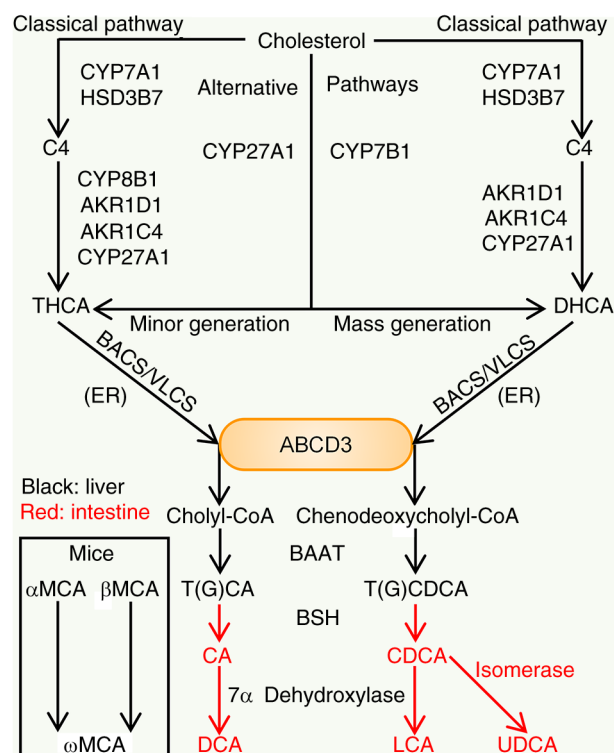 Classical pathway
Classical pathway
Cholesterol
CYP7A1
HSD3B7
Alternative
Pathways
CYP7A1
HSD3B7
C4
CYP27A1
CYP7B1
C4
CYP8B1
AKR1D1
AKR1C4
CYP27A1
AKR1D1
AKR1C4
CYP27A1
THCA
DHCA
Minor generation
Mass generation
BACS/VLCS
(ER)
BACS/VLCS
(ER)
ABCD3
Black: liver
Red: intestine
Cholyl-CoA
Chenodeoxycholyl-CoA
Mice
BAAT
αMCA
βMCA
T(G)CA
T(G)CDCA
BSH
CA
CDCA
Isomerase
7α Dehydroxylase
ωMCA
DCA
LCA
UDCA